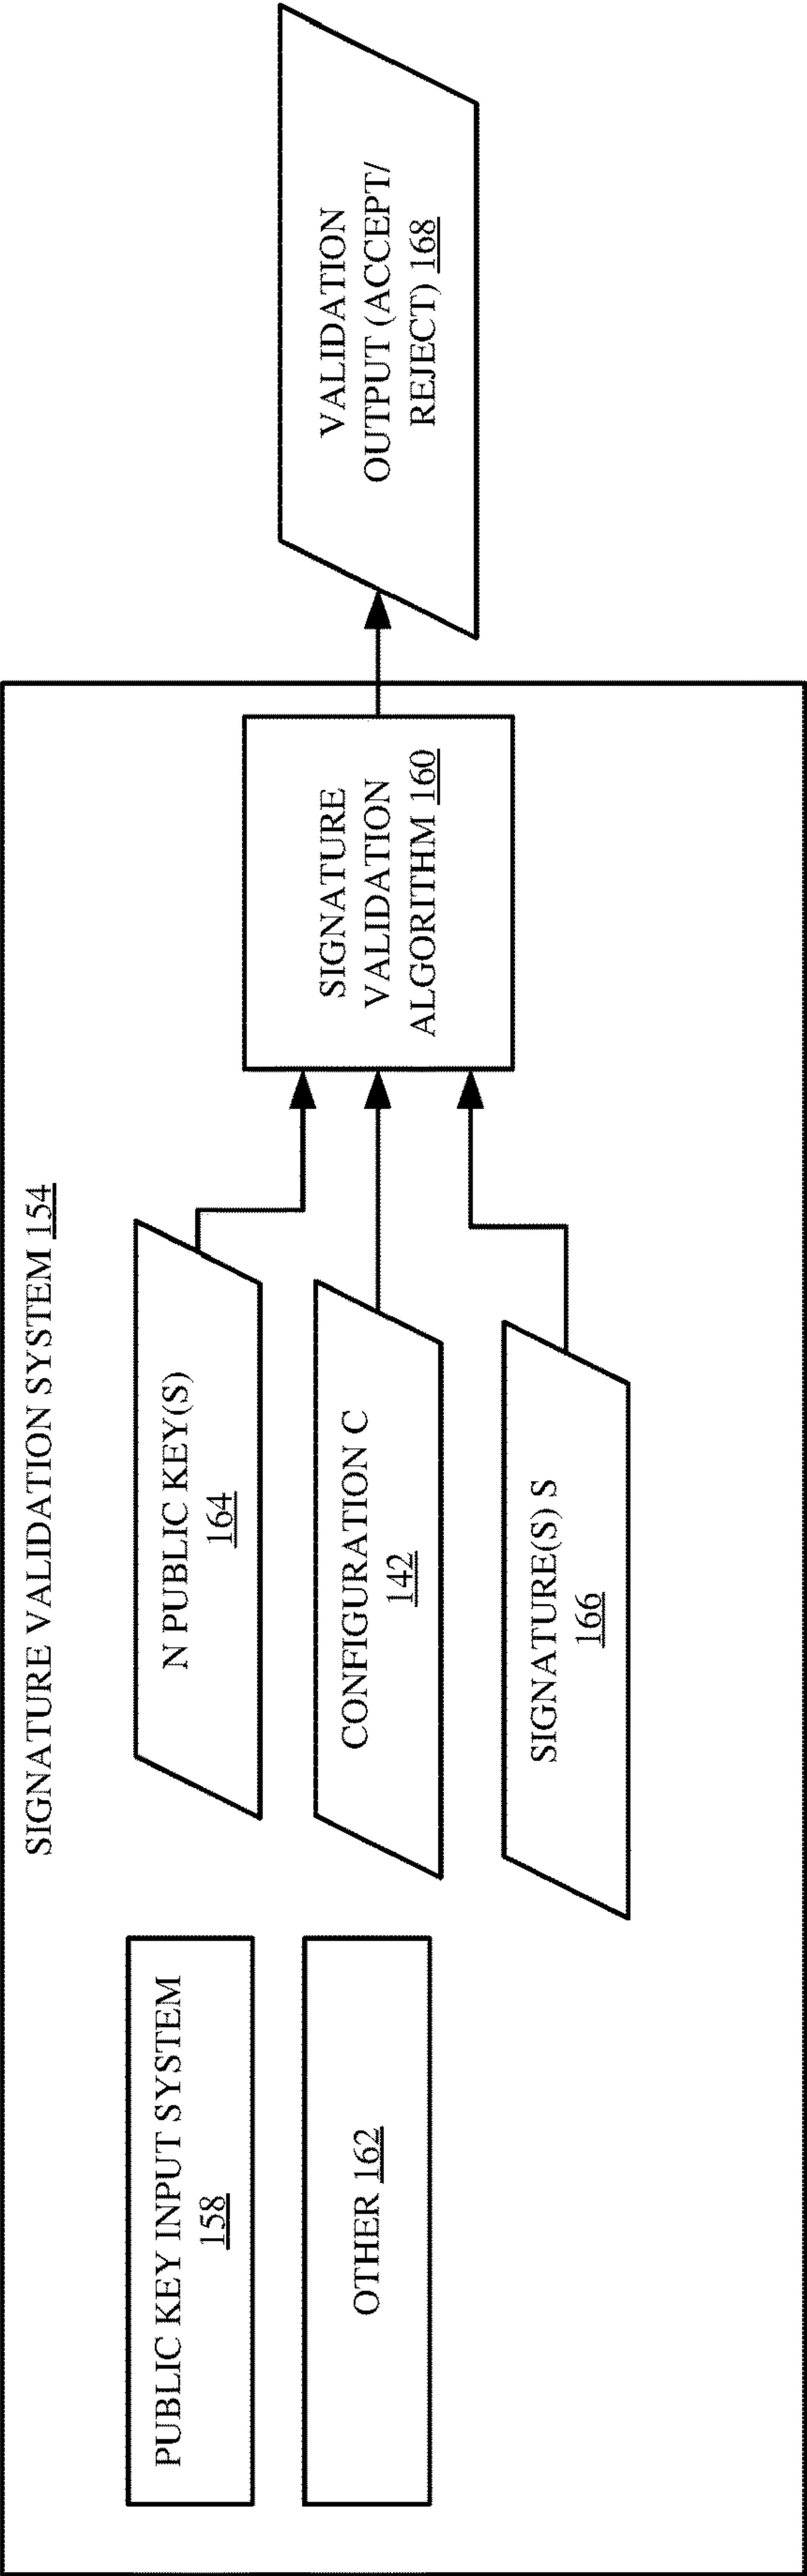 SIGNATURE VALIDATION SYSTEM 154
PUBLIC KEY INPUT SYSTEM
158
OTHER 162
N PUBLIC KEY(S)
164
CONFIGURATION C
142
SIGNATURE(S) S
166
SIGNATURE
VALIDATION
ALGORITHM 160
VALIDATION
OUTPUT (ACCEPT/
REJECT) 168